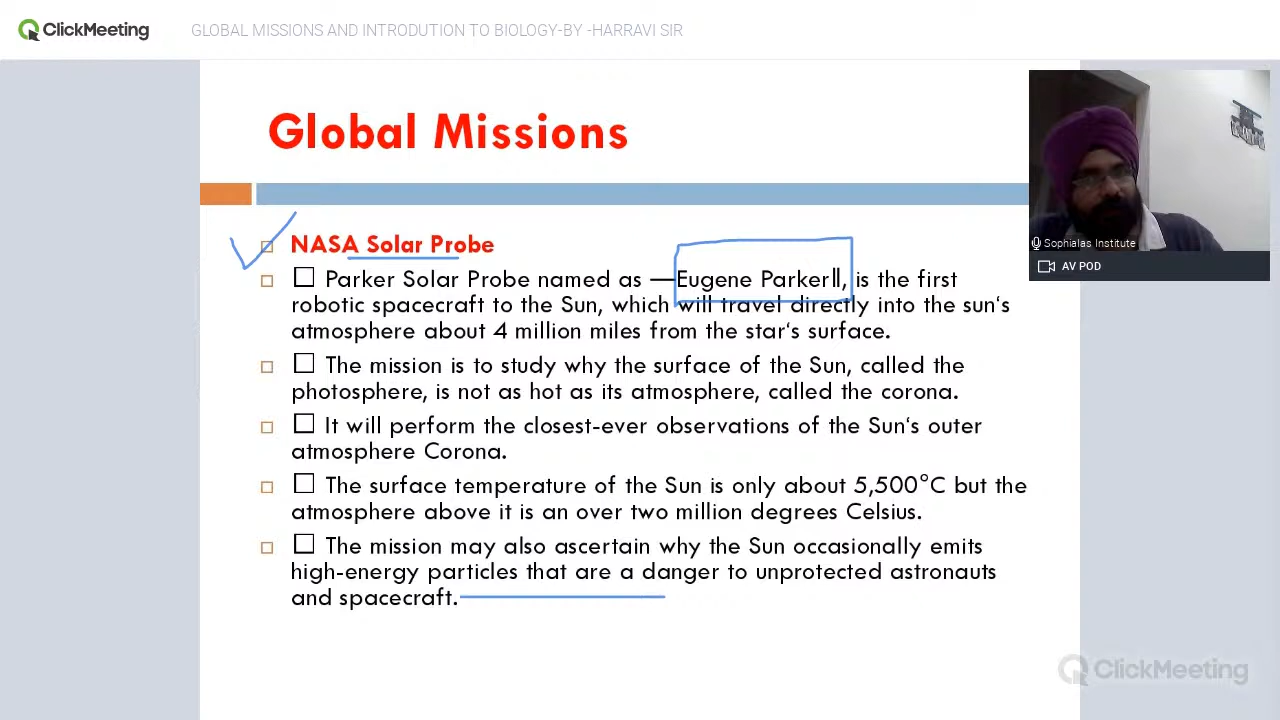 ClickMeeting
GLOBAL MISSIONS AND INTRODUTION TO BIOLOGY-BY -HARRAVI SIR
Global Missions
NASA Solar Probe
Parker Solar Probe named as ―Eugene Parker‖, is the first
robotic spacecraft to the Sun, which will travel directly into the sun‘s
atmosphere about 4 million miles from the star‘s surface.
The mission is to study why the surface of the Sun, called the
photosphere, is not as hot as its atmosphere, called the corona.
It will perform the closest-ever observations of the Sun‘s outer
atmosphere Corona.
The surface temperature of the Sun is only about 5,500°C but the
atmosphere above it is an over two million degrees Celsius.
The mission may also ascertain why the Sun occasionally emits
high-energy particles that are a danger to unprotected astronauts
and spacecraft.
Sophialas Institute
AV POD
ClickMeeting